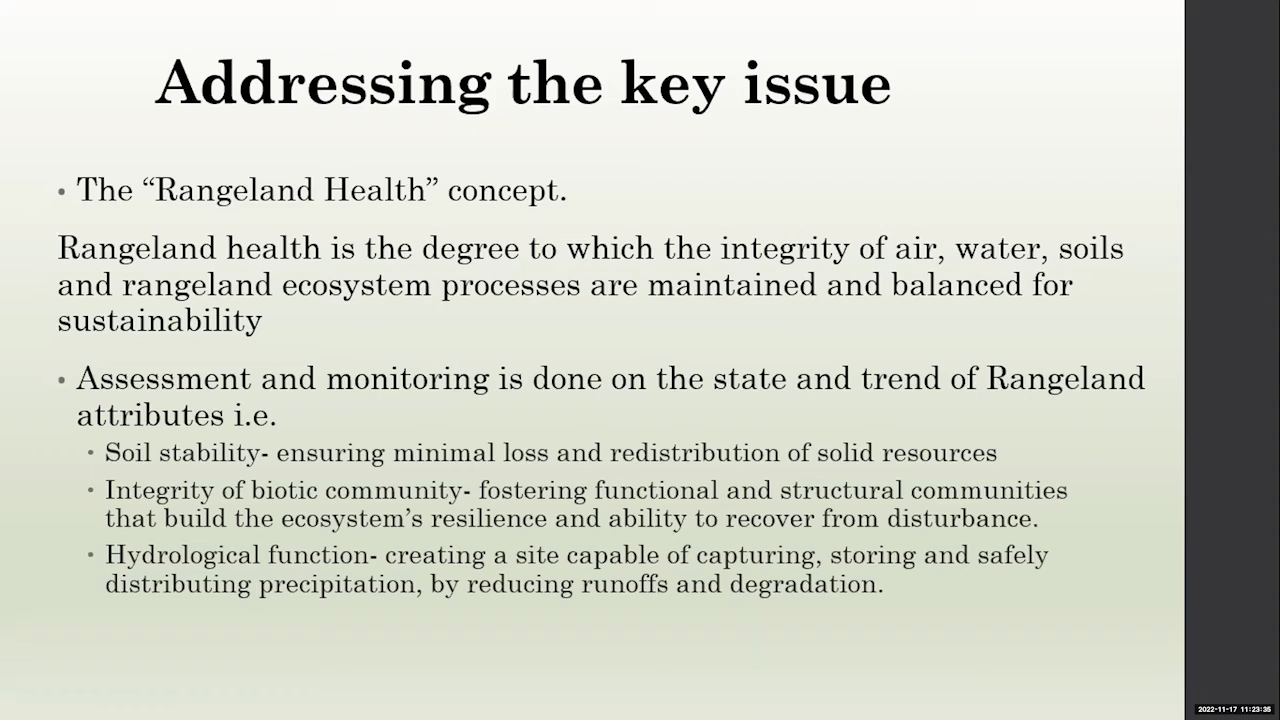 Addressing the key issue
• The “Rangeland Health” concept.
Rangeland health is the degree to which the integrity of air, water, soils
and rangeland ecosystem processes are maintained and balanced for
sustainability
• Assessment and monitoring is done on the state and trend of Rangeland
attributes i.e.
• Soil stability- ensuring minimal loss and redistribution of solid resources
• Integrity of biotic community- fostering functional and structural communities
that build the ecosystem’s resilience and ability to recover from disturbance.
• Hydrological function- creating a site capable of capturing, storing and safely
distributing precipitation, by reducing runoffs and degradation.
2022-11-17 11:23:35